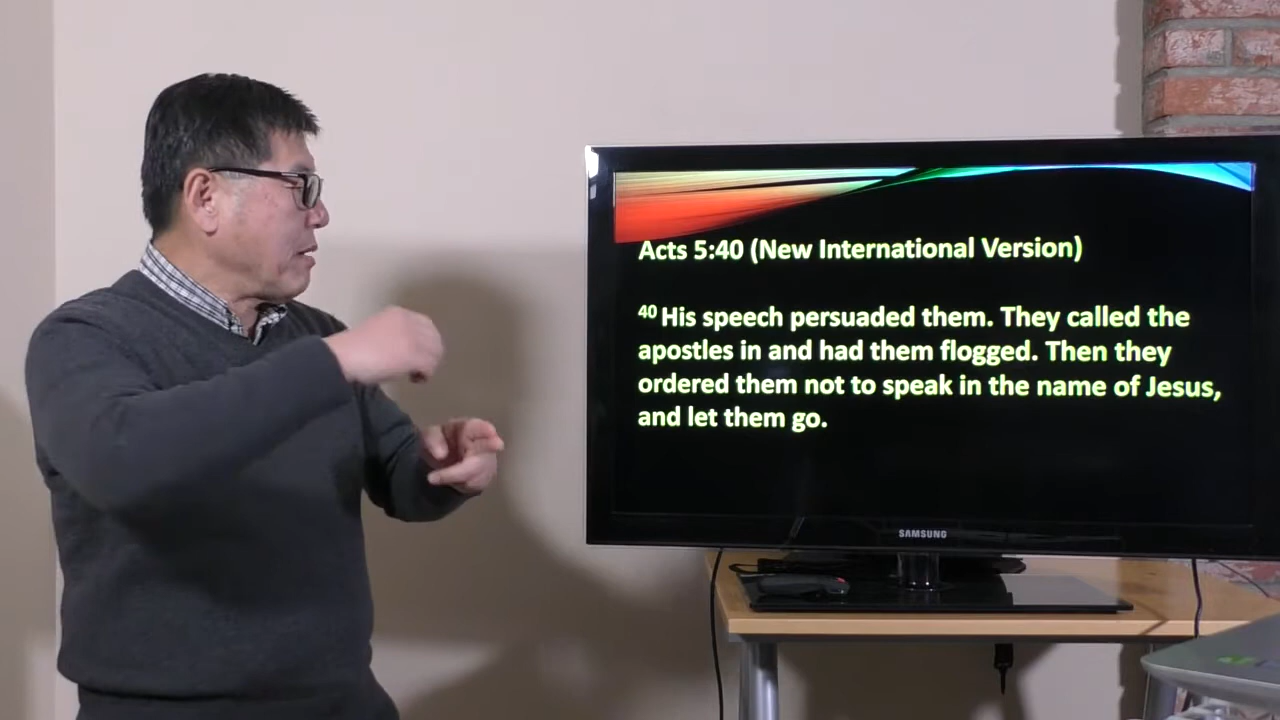 Acts 5:40 (New International Version)
40 His speech persuaded them. They called the
apostles in and had them flogged. Then they
ordered them not to speak in the name of Jesus,
and let them go.
SAMSUNG